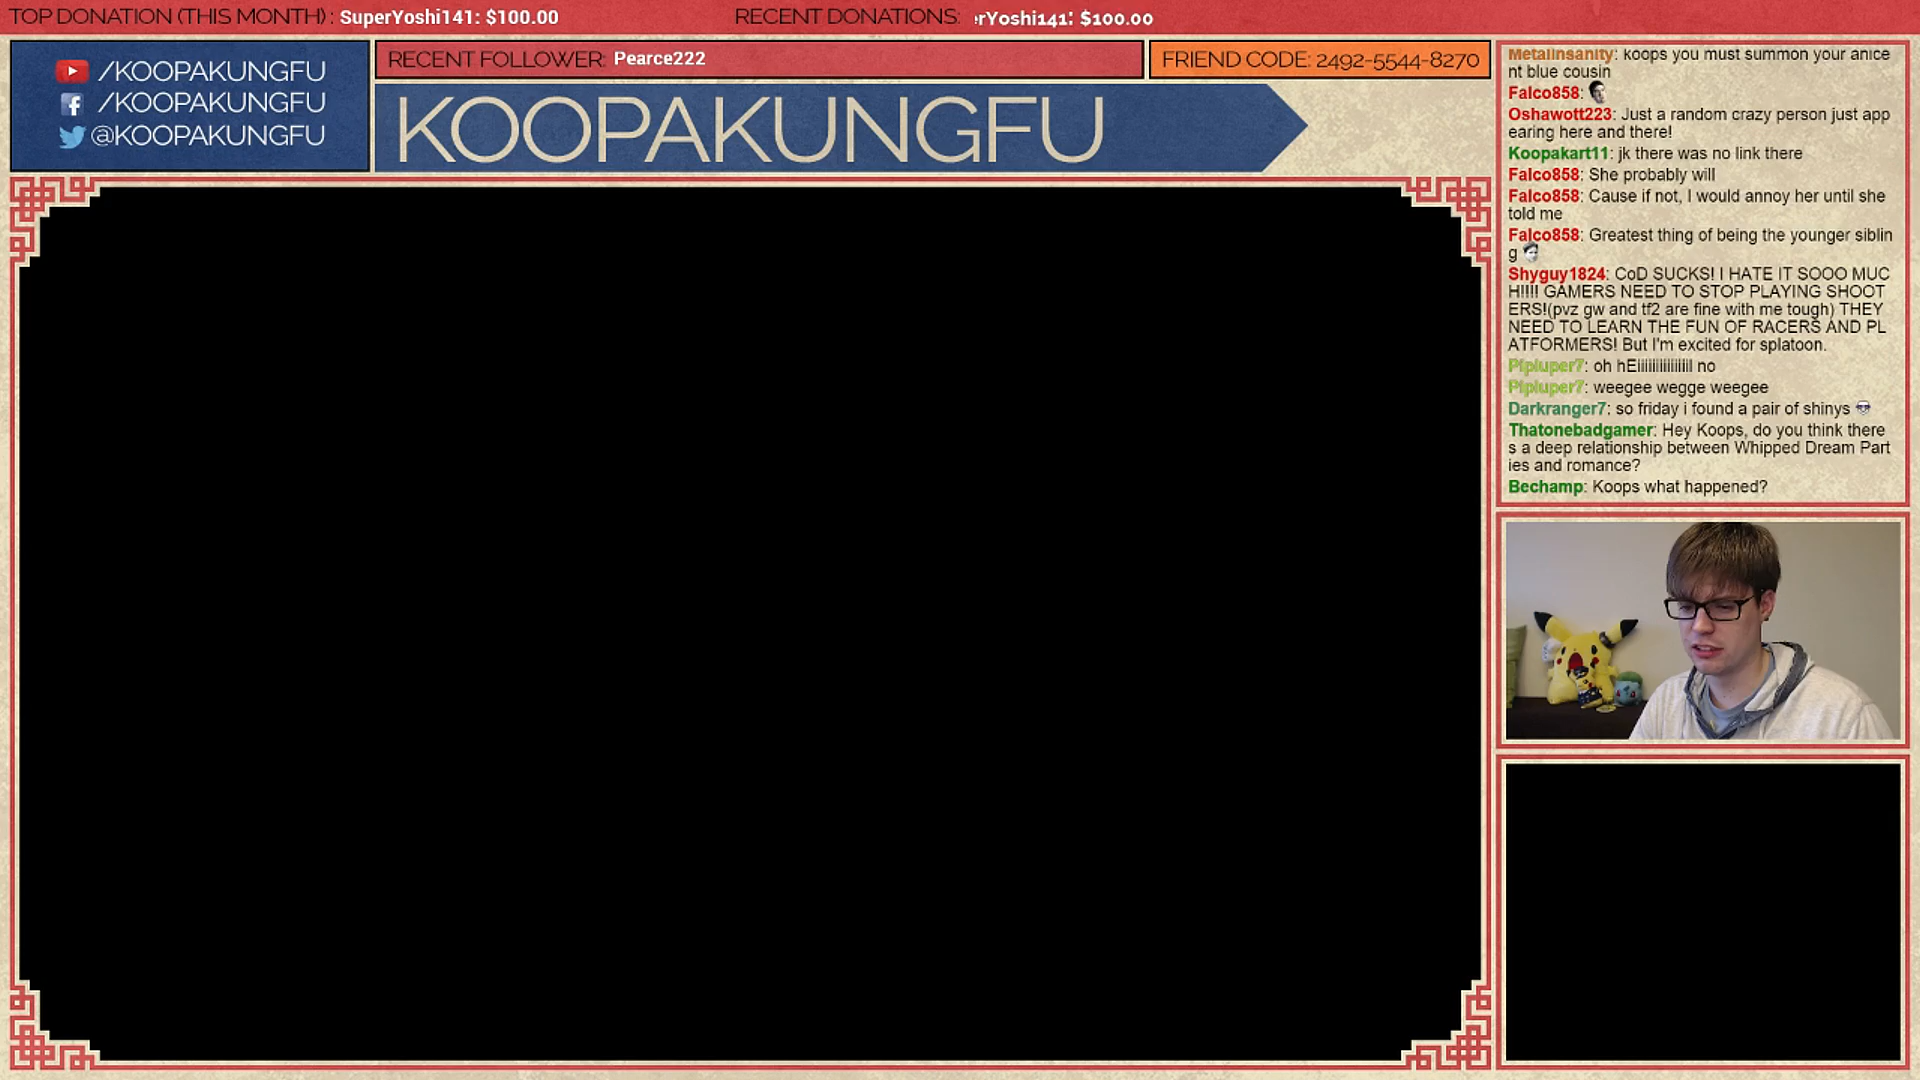 TOP DONATION (THIS MONTH) : SuperYoshi141: $100.00
RECENT DONATIONS: rYoshi141: $100.00
/KOOPAKUNGFU
/KOOPAKUNGFU
@KOOPAKUNGFU
RECENT FOLLOWER: Pearce222
FRIEND CODE: 2492-5544-8270
KOOPAKUNGFU
Metalinsanity: koops you must summon your anice
nt blue cousin
Falco858:
Oshawott223: Just a random crazy person just app
earing here and there!
Koopakart11: jk there was no link there
Falco858: She probably will
Falco858: Cause if not, I would annoy her until she
told me
Falco858: Greatest thing of being the younger siblin
g
Shyguy1824: CoD SUCKS! I HATE IT SOOO MUC
H!!!! GAMERS NEED TO STOP PLAYING SHOOT
ERS!(pvz gw and tf2 are fine with me tough) THEY
NEED TO LEARN THE FUN OF RACERS AND PL
ATFORMERS! But I'm excited for splatoon.
oh no
weegee wegge weegee
Darkranger7: so friday i found a pair of shinys
Thatonebadgamer: Hey Koops, do you think there
s a deep relationship between Whipped Dream Part
ies and romance?
Bechamp: Koops what happened?